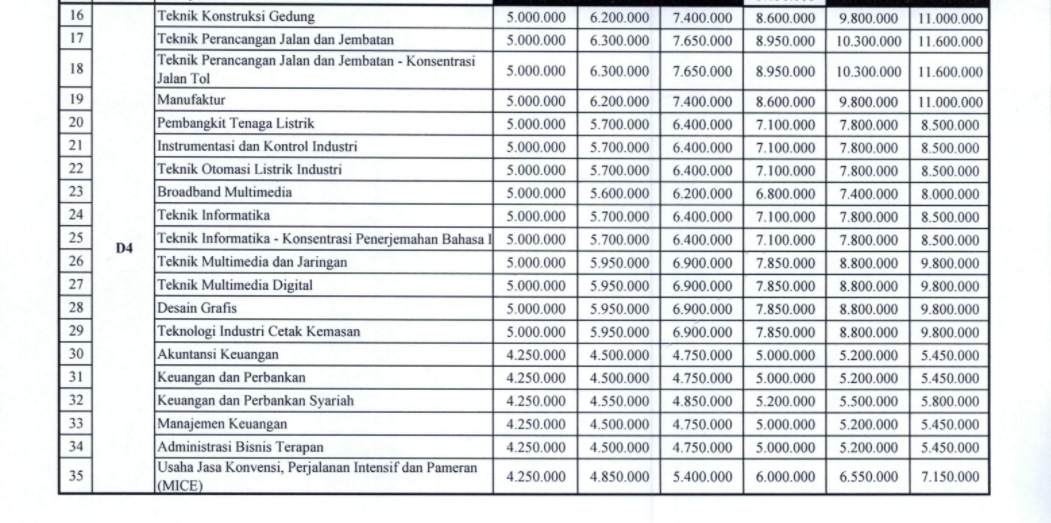 16 Teknik Konstruksi Gedung 5.000.000 6.200.000 7.400.000 8.600.000 9.800.000 11.000.000
17 Teknik Perancangan Jalan dan Jembatan 5.000.000 6.300.000 7.650.000 8.950.000 10.300.000 11.600.000
18 Teknik Perancangan Jalan dan Jembatan - Konsentrasi
Jalan Tol 5.000.000 6.300.000 7.650.000 8.950.000 10.300.000 11.600.000
19 Manufaktur 5.000.000 6.200.000 7.400.000 8.600.000 9.800.000 11.000.000
20 Pembangkit Tenaga Listrik 5.000.000 5.700.000 6.400.000 7.100.000 7.800.000 8.500.000
21 Instrumentasi dan Kontrol Industri 5.000.000 5.700.000 6.400.000 7.100.000 7.800.000 8.500.000
22 Teknik Otomasi Listrik Industri 5.000.000 5.700.000 6.400.000 7.100.000 7.800.000 8.500.000
23 Broadband Multimedia 5.000.000 5.600.000 6.200.000 6.800.000 7.400.000 8.000.000
24 Teknik Informatika 5.000.000 5.700.000 6.400.000 7.100.000 7.800.000 8.500.000
25 D4 Teknik Informatika - Konsentrasi Penerjemahan Bahasa I 5.000.000 5.700.000 6.400.000 7.100.000 7.800.000 8.500.000
26 Teknik Multimedia dan Jaringan 5.000.000 5.950.000 6.900.000 7.850.000 8.800.000 9.800.000
27 Teknik Multimedia Digital 5.000.000 5.950.000 6.900.000 7.850.000 8.800.000 9.800.000
28 Desain Grafis 5.000.000 5.950.000 6.900.000 7.850.000 8.800.000 9.800.000
29 Teknologi Industri Cetak Kemasan 5.000.000 5.950.000 6.900.000 7.850.000 8.800.000 9.800.000
30 Akuntansi Keuangan 4.250.000 4.500.000 4.750.000 5.000.000 5.200.000 5.450.000
31 Keuangan dan Perbankan 4.250.000 4.500.000 4.750.000 5.000.000 5.200.000 5.450.000
32 Keuangan dan Perbankan Syariah 4.250.000 4.550.000 4.850.000 5.200.000 5.500.000 5.800.000
33 Manajemen Keuangan 4.250.000 4.500.000 4.750.000 5.000.000 5.200.000 5.450.000
34 Administrasi Bisnis Terapan 4.250.000 4.500.000 4.750.000 5.000.000 5.200.000 5.450.000
35 Usaha Jasa Konvensi, Perjalanan Intensif dan Pameran
(MICE) 4.250.000 4.850.000 5.400.000 6.000.000 6.550.000 7.150.000